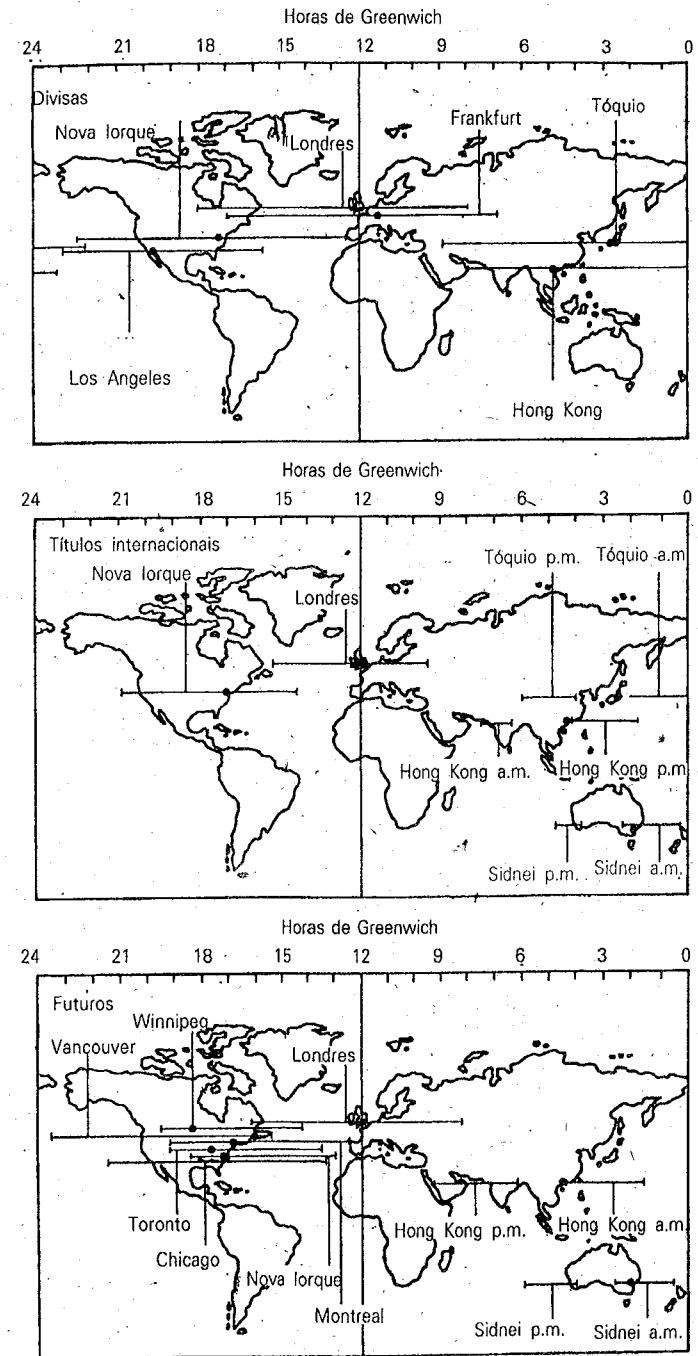 Horas de Greenwich
24 21 18 15 12 9 6 3 0
Divisas
Nova Iorque
Londres
Frankfurt
Tóquio
Los Angeles
Hong Kong
Horas de Greenwich
24 21 18 15 12 9 6 3 0
Títulos internacionais
Nova Iorque
Londres
Tóquio p.m. Tóquio a.m.
Hong Kong a.m. Hong Kong p.m.
Sidnei p.m. Sidnei a.m.
Horas de Greenwich
24 21 18 15 12 9 6 3 0
Futuros
Winnipeg
Vancouver
Londres
Toronto
Chicago
Nova Iorque
Montreal
Hong Kong p.m. Hong Kong a.m.
Sidnei p.m. Sidnei a.m.